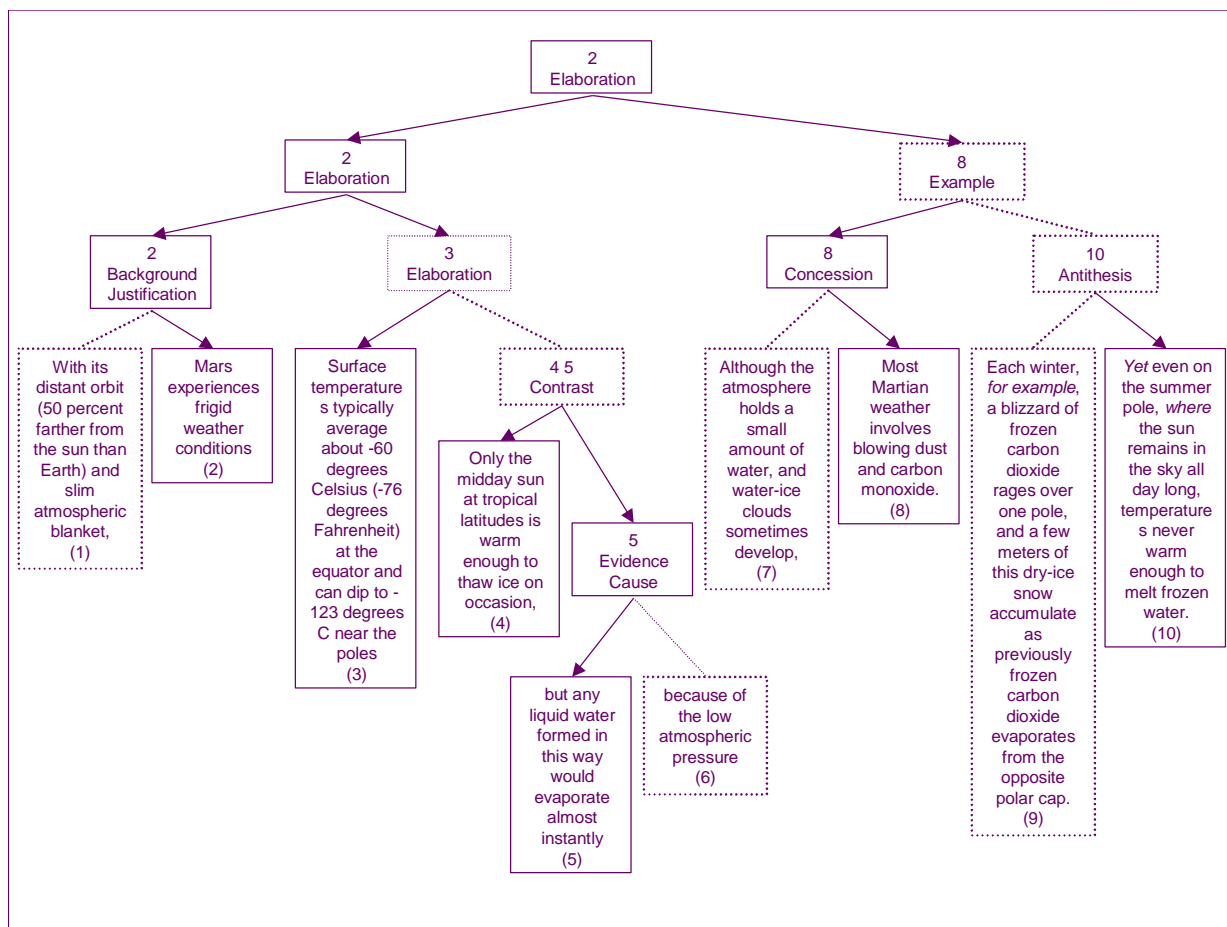 2
Elaboration
2
Elaboration
8
Example
2
Background
Justification
3
Elaboration
8
Concession
10
Antithesis
With its
distant orbit
(50 percent
farther from
the sun than
Earth) and
slim
atmospheric
blanket,
(1)
Mars
experiences
frigid
weather
conditions
(2)
Surface
temperature
s typically
average
about -60
degrees
Celsius (-76
degrees
Fahrenheit)
at the
equator and
can dip to -
123 degrees
C near the
poles
(3)
4 5
Contrast
Although the
atmosphere
holds a
small
amount of
water, and
water-ice
clouds
sometimes
develop,
(7)
Most
Martian
weather
involves
blowing dust
and carbon
monoxide.
(8)
Each winter,
for example,
a blizzard of
frozen
carbon
dioxide
rages over
one pole,
and a few
meters of
this dry-ice
snow
accumulate
as
previously
frozen
carbon
dioxide
evaporates
from the
opposite
polar cap.
(9)
Yet even on
the summer
pole, where
the sun
remains in
the sky all
day long,
temperature
s never
warm
enough to
melt frozen
water.
(10)
Only the
midday sun
at tropical
latitudes is
warm
enough to
thaw ice on
occasion,
(4)
5
Evidence
Cause
but any
liquid water
formed in
this way
would
evaporate
almost
instantly
(5)
because of
the low
atmospheric
pressure
(6)